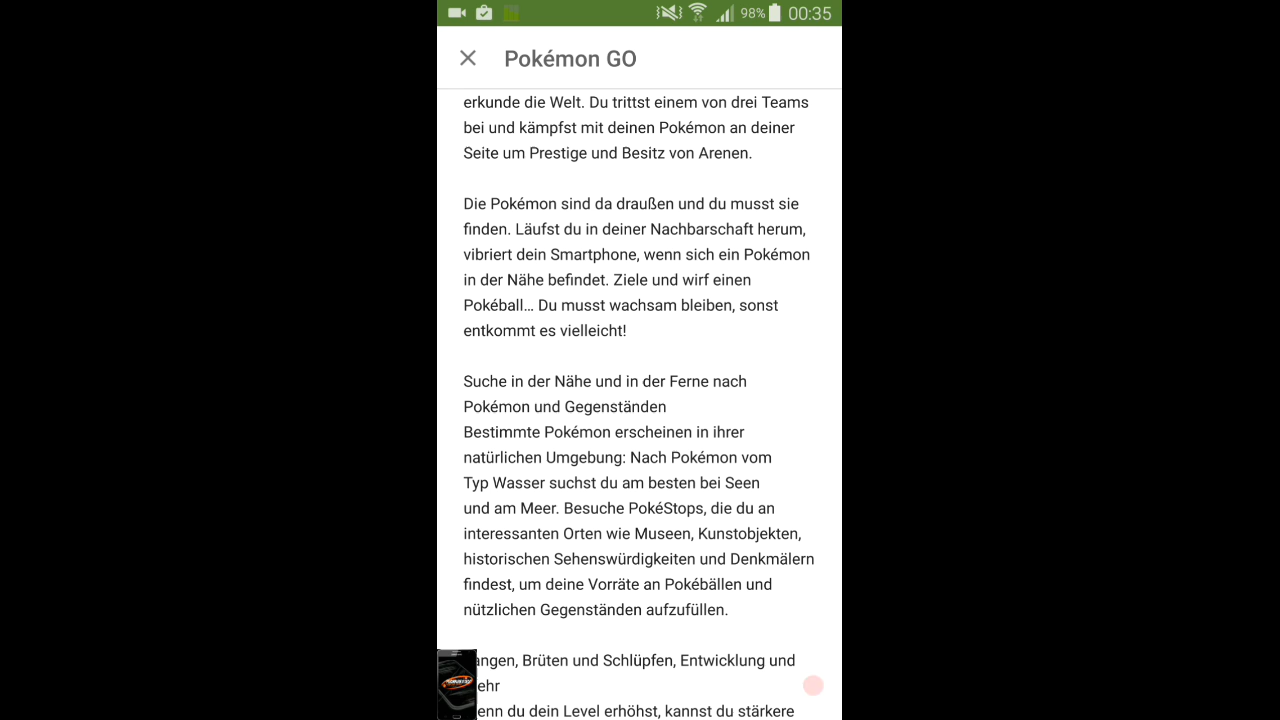 98% 00:35
Pokémon GO
erkunde die Welt. Du trittst einem von drei Teams
bei und kämpfst mit deinen Pokémon an deiner
Seite um Prestige und Besitz von Arenen.
Die Pokémon sind da draußen und du musst sie
finden. Läufst du in deiner Nachbarschaft herum,
vibriert dein Smartphone, wenn sich ein Pokémon
in der Nähe befindet. Ziele und wirf einen
Pokéball… Du musst wachsam bleiben, sonst
entkommt es vielleicht!
Suche in der Nähe und in der Ferne nach
Pokémon und Gegenständen
Bestimmte Pokémon erscheinen in ihrer
natürlichen Umgebung: Nach Pokémon vom
Typ Wasser suchst du am besten bei Seen
und am Meer. Besuche PokéStops, die du an
interessanten Orten wie Museen, Kunstobjekten,
historischen Sehenswürdigkeiten und Denkmälern
findest, um deine Vorräte an Pokébällen und
nützlichen Gegenständen aufzufüllen.
angen, Brüten und Schlüpfen, Entwicklung und
ehr
enn du dein Level erhöhst, kannst du stärkere